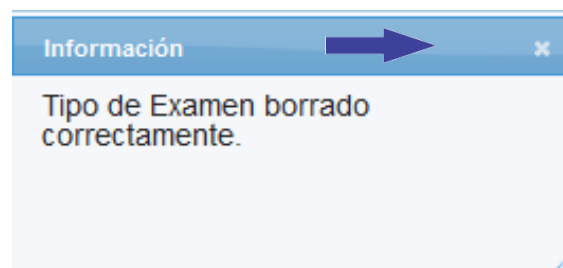 Información
Tipo de Examen borrado
correctamente.